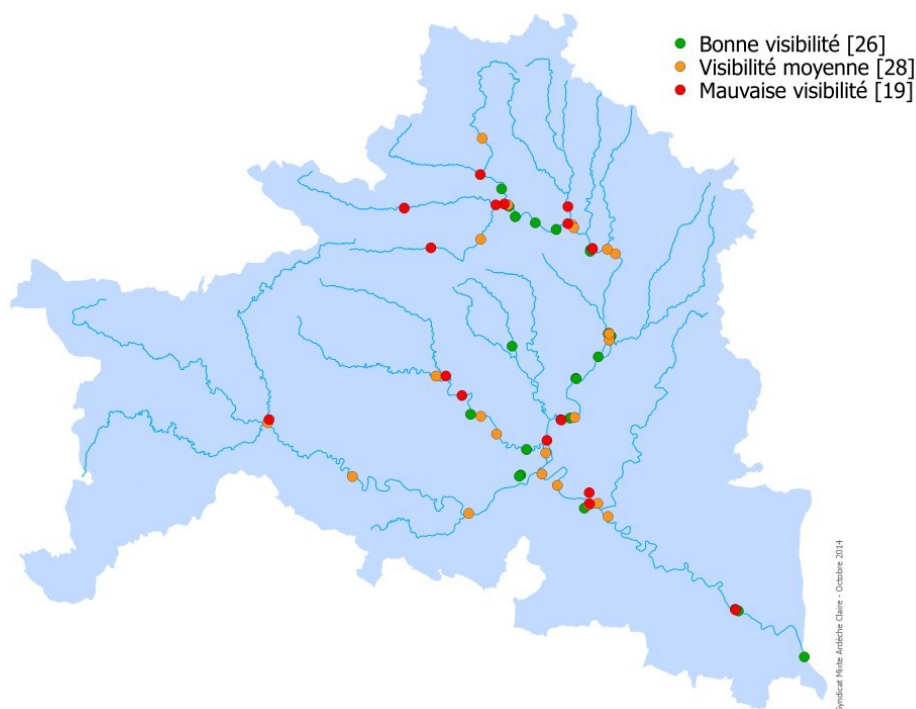 Bonne visibilité [26]
Visibilité moyenne [28]
Mauvaise visibilité [19]
Syndicat Mixte Ardèche Claire - Octobre 2014